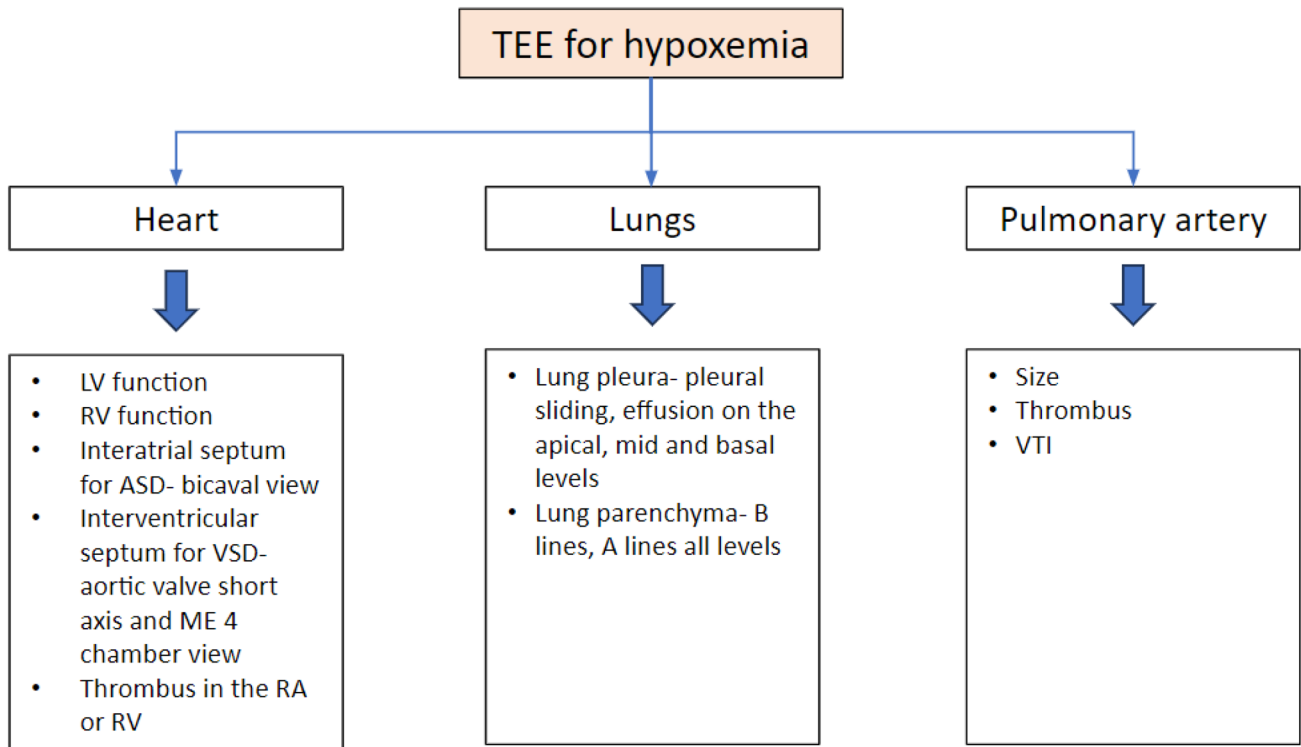 TEE for hypoxemia
Heart
Lungs
Pulmonary artery
• LV function
• RV function
• Interatrial septum
for ASD- bicaval view
• Interventricular
septum for VSD-
aortic valve short
axis and ME 4
chamber view
• Thrombus in the RA
or RV
• Lung pleura- pleural
sliding, effusion on the
apical, mid and basal
levels
• Lung parenchyma- B
lines, A lines all levels
• Size
• Thrombus
• VTI